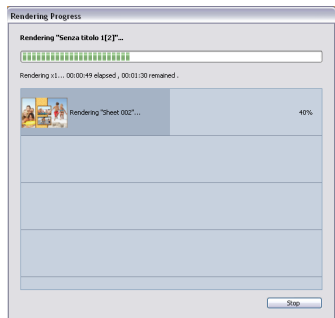 Rendering Progress
Rendering "Senza titolo 1[2]"...
Rendering x1... 00:00:49 elapsed , 00:01:30 remained .
Rendering "Sheet 002"... 40%
Stop